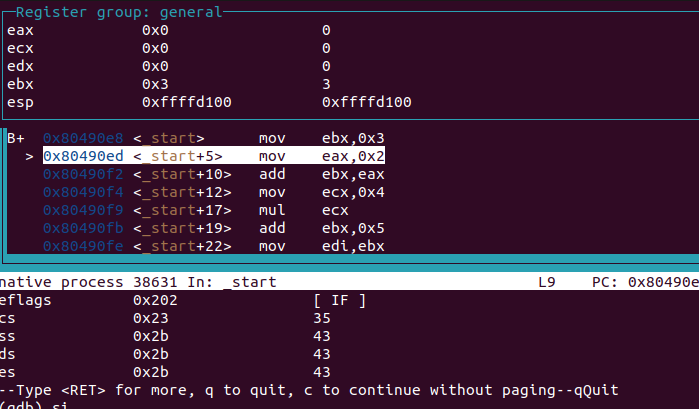 Register group: general
eax 0x0 0
ecx 0x0 0
edx 0x0 0
ebx 0x3 3
esp 0xffffd100 0xffffd100
B+ 0x80490e8 <_start> mov ebx,0x3
> 0x80490ed <_start+5> mov eax,0x2
0x80490f2 <_start+10> add ebx,eax
0x80490f4 <_start+12> mov ecx,0x4
0x80490f9 <_start+17> mul ecx
0x80490fb <_start+19> add ebx,0x5
0x80490fe <_start+22> mov edi,ebx
native process 38631 In: _start L9 PC: 0x80490e
eflags 0x202 [ IF ]
cs 0x23 35
ss 0x2b 43
ds 0x2b 43
es 0x2b 43
--Type <RET> for more, q to quit, c to continue without paging--qQuit
(gdb) si